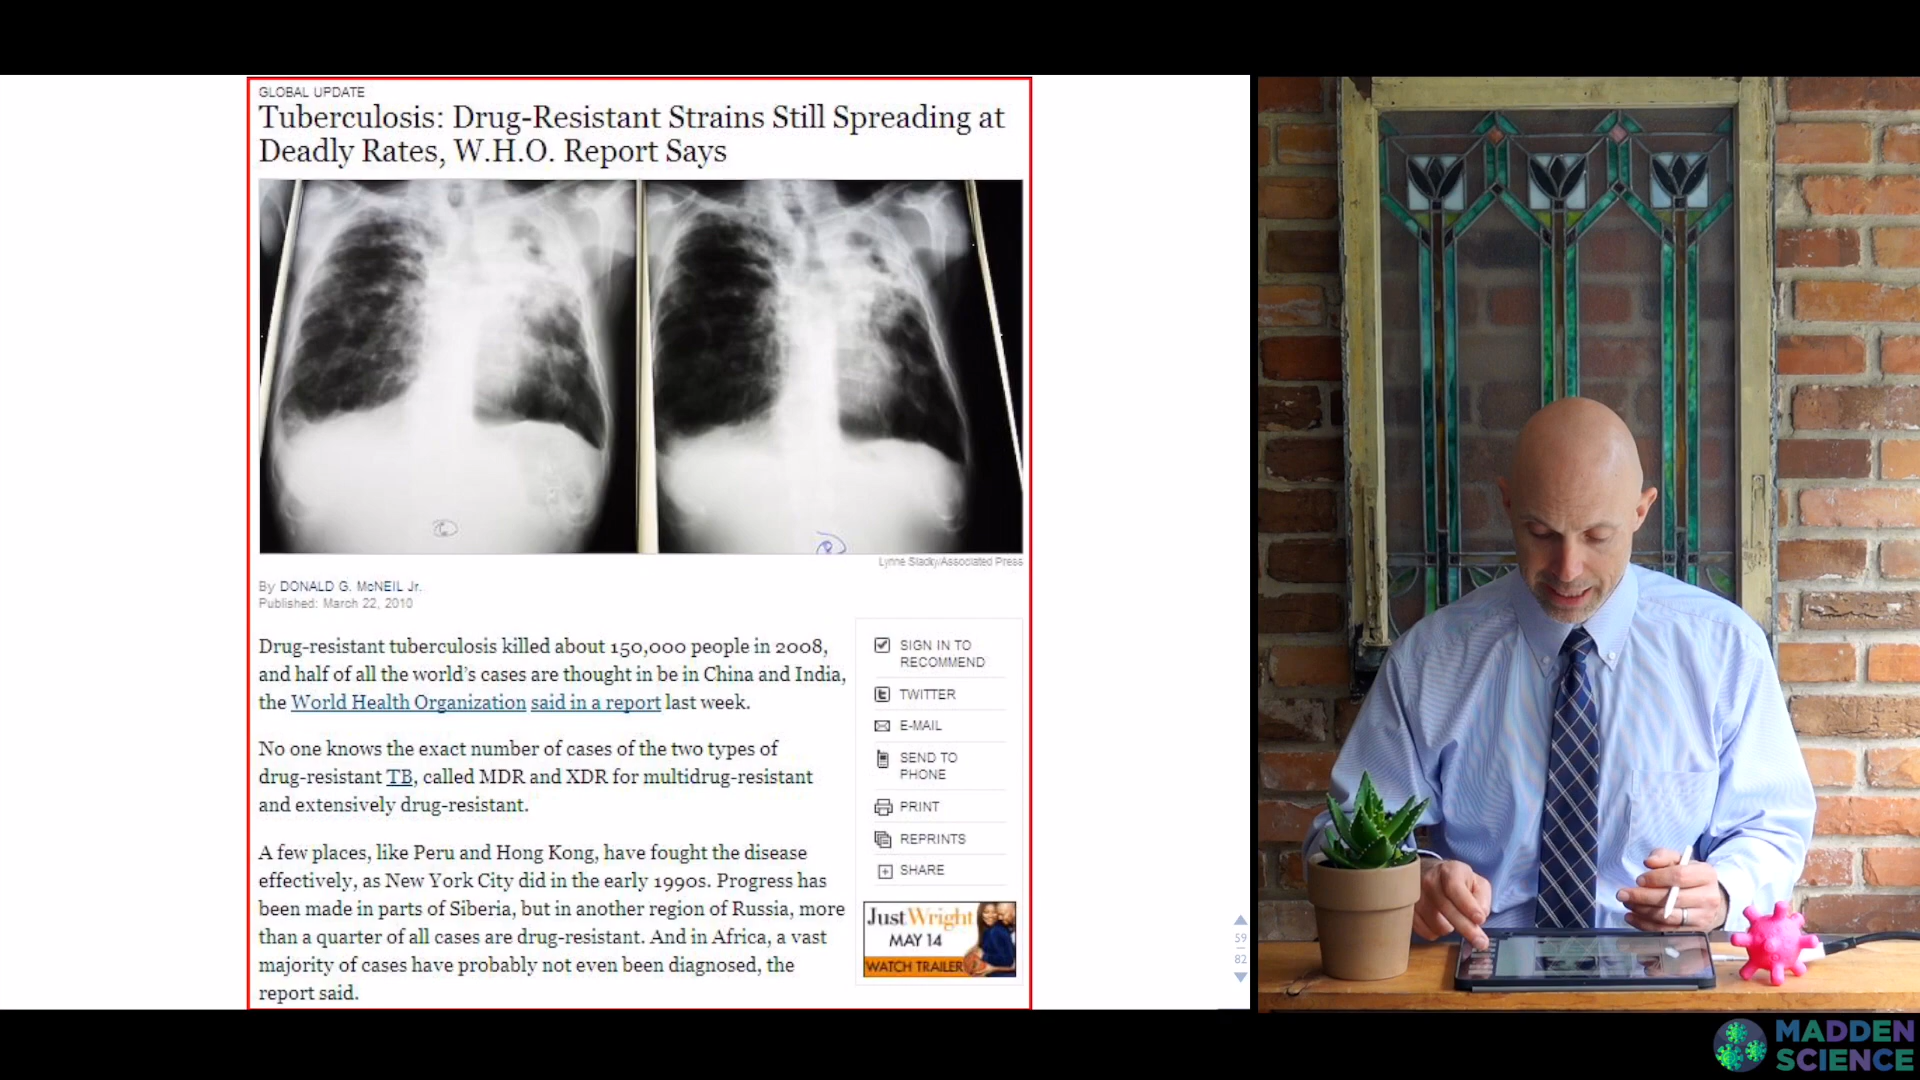 GLOBAL UPDATE
Tuberculosis: Drug-Resistant Strains Still Spreading at
Deadly Rates, W.H.O. Report Says
Lynne Sladky/Associated Press
By DONALD G. McNEIL Jr.
Published: March 22, 2010
Drug-resistant tuberculosis killed about 150,000 people in 2008,
and half of all the world's cases are thought in be in China and India,
the World Health Organization said in a report last week.
No one knows the exact number of cases of the two types of
drug-resistant TB, called MDR and XDR for multidrug-resistant
and extensively drug-resistant.
A few places, like Peru and Hong Kong, have fought the disease
effectively, as New York City did in the early 1990s. Progress has
been made in parts of Siberia, but in another region of Russia, more
than a quarter of all cases are drug-resistant. And in Africa, a vast
majority of cases have probably not even been diagnosed, the
report said.
SIGN IN TO
RECOMMEND
TWITTER
E-MAIL
SEND TO
PHONE
PRINT
REPRINTS
SHARE
JustWright
MAY 14
WATCH TRAILER
59
82
MADDEN
SCIENCE